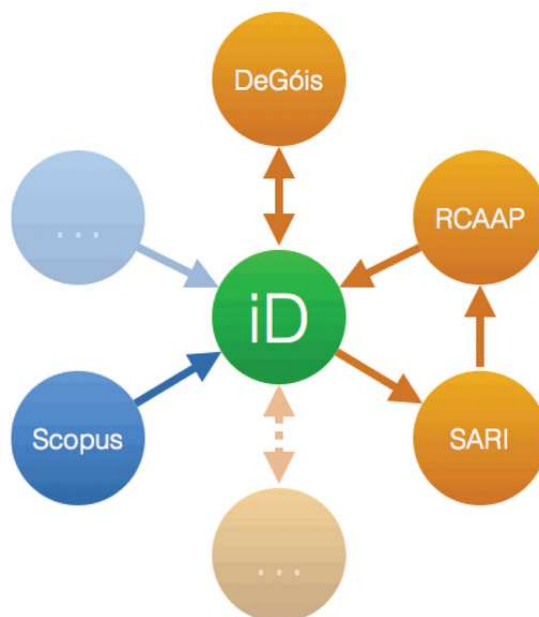 DeGóis
...
RCAAP
iD
Scopus
SARI
...